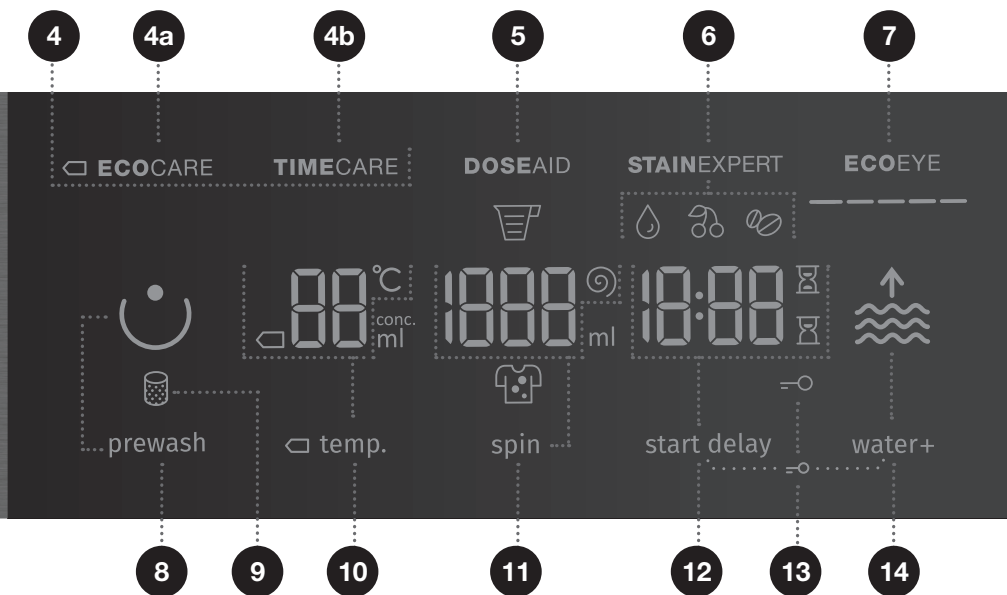 4 4a 4b 5 6 7
ECOCARE TIMECARE DOSEAID STAINEXPERT ECOEYE
88 °C 1888 18:88
conc.
ml ml
prewash temp. spin start delay water+
8 9 10 11 12 13 14